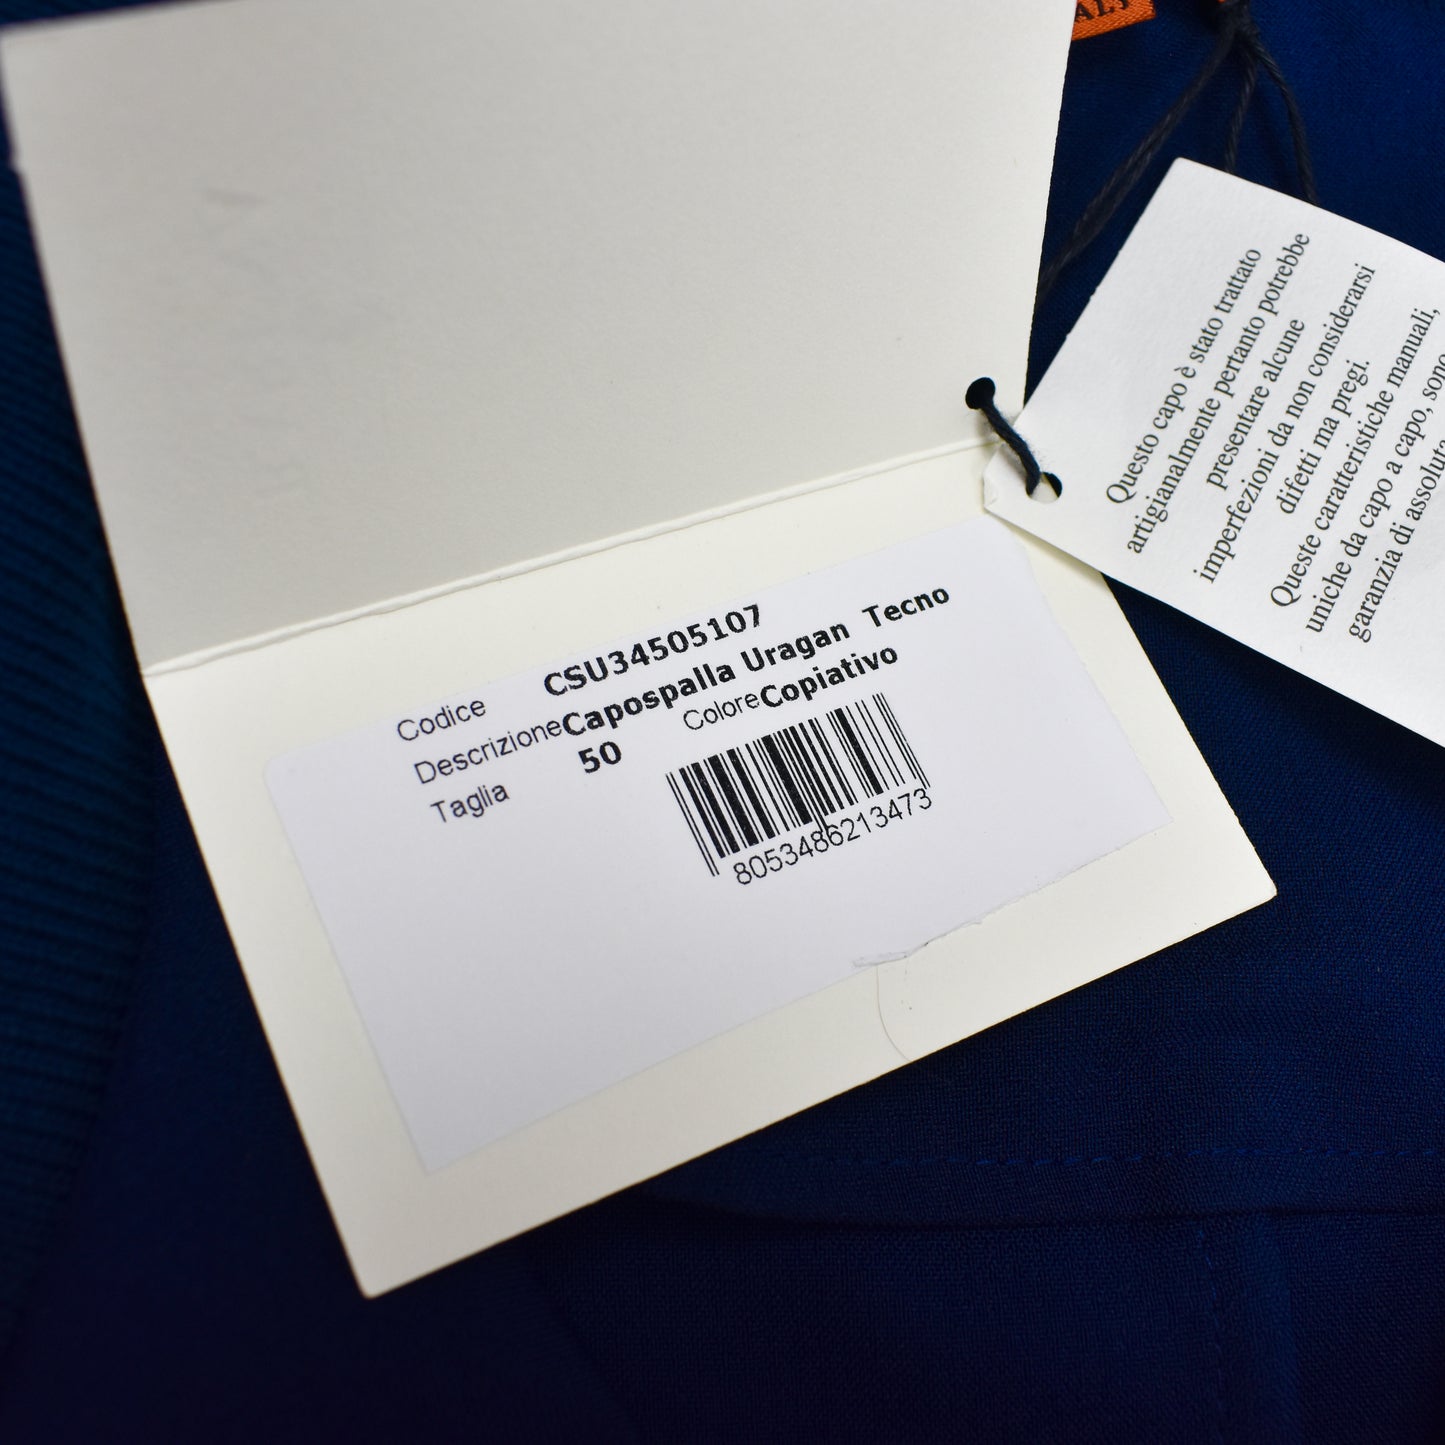 Codice CSU34505107
Descrizione Capospalla Uragan Tecno
Taglia 50 Colore Copiativo
8053486213473
Questo capo è stato trattato
artigianalmente pertanto potrebbe
presentare alcune
imperfezioni da non considerarsi
difetti ma pregi.
Queste caratteristiche manuali,
uniche da capo a capo, sono
garanzia di assoluta